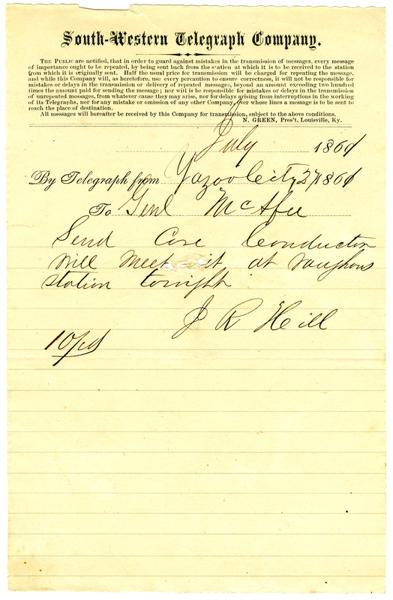 South-Western Telegraph Company.
THE PUBLIC are notified, that in order to guard against mistakes in the transmission of messages, every message
of importance ought to be repeated, by being sent back from the station at which it is to be received to the station
from which it is originally sent. Half the usual price for transmission will be charged for repeating the message,
and while this Company will, as heretofore, use every percaution to ensure correctness, it will not be responsible for
mistakes or delays in the transmission or delivery of repeated messages, beyond an amount exceeding two hundred
times the amount paid for sending the message; nor will it be responsible for mistakes or delays in the transmission
of unrepeated messages, from whatever cause they may arise, nor for delays arising from interruptions in the working
of its Telegraphs, nor for any mistake or omission of any other Company, over whose lines a message is to be sent to
reach the place of destination.
All messages will hereafter be received by this Company for transmission, subject to the above conditions.
N. GREEN, Pres't, Louisville, Ky.
July 1864
By Telegraph from Yazoo City 27 1864
To Genl McAfee
Send Core Conductor
will meet it at Vaughans
station tonight
J R Hill
10 pd